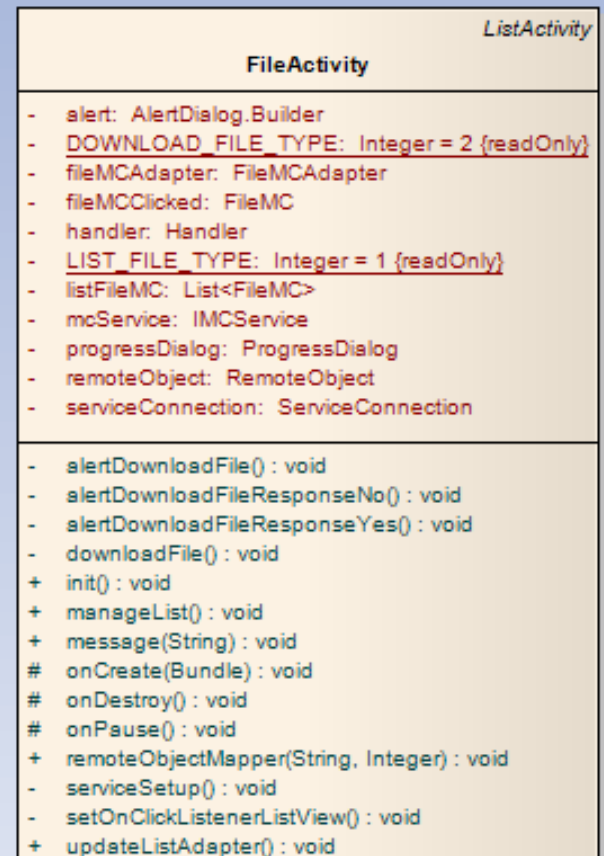 ListActivity
FileActivity
- alert: AlertDialog.Builder
- DOWNLOAD_FILE_TYPE: Integer = 2 {readOnly}
- fileMCAdapter: FileMCAdapter
- fileMCClicked: FileMC
- handler: Handler
- LIST_FILE_TYPE: Integer = 1 {readOnly}
- listFileMC: List<FileMC>
- mcService: IMCService
- progressDialog: ProgressDialog
- remoteObject: RemoteObject
- serviceConnection: ServiceConnection
- alertDownloadFile() : void
- alertDownloadFileResponseNo() : void
- alertDownloadFileResponseYes() : void
- downloadFile() : void
+ init() : void
+ manageList() : void
+ message(String) : void
# onCreate(Bundle) : void
# onDestroy() : void
# onPause() : void
+ remoteObjectMapper(String, Integer) : void
- serviceSetup() : void
- setOnClickListenerListView() : void
+ updateListAdapter() : void